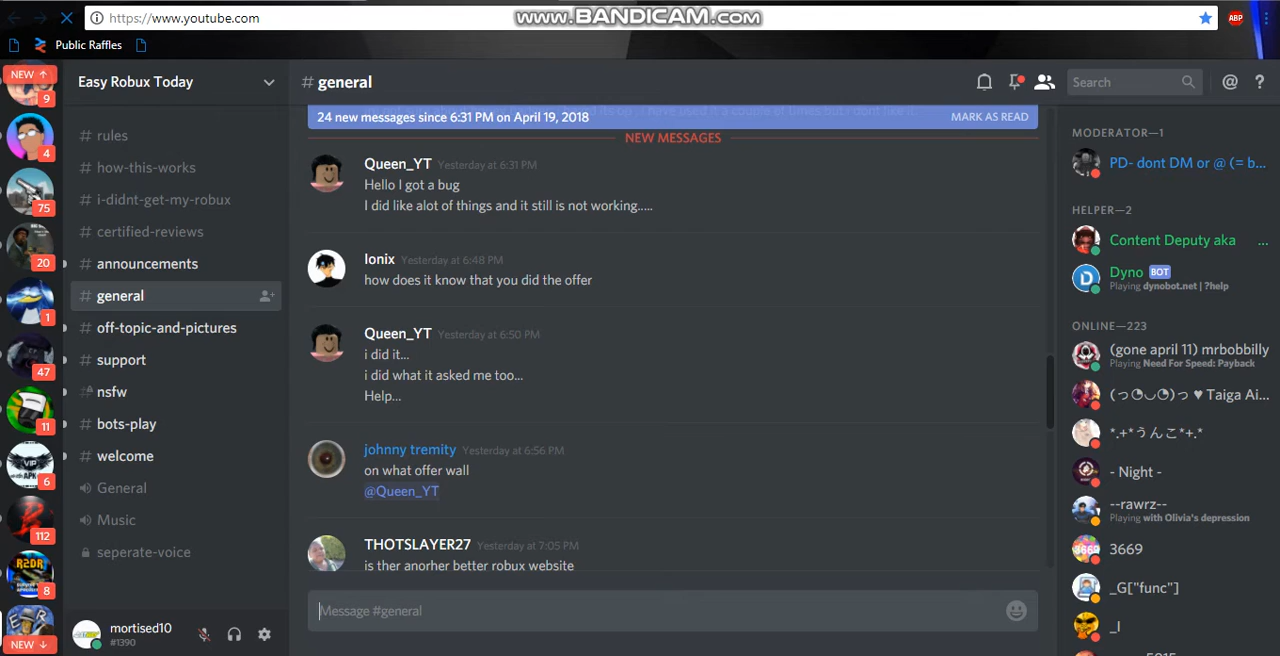 www.BANDICAM.com
https://www.youtube.com
ABP
Public Raffles
NEW ↑
9
4
75
20
1
47
11
6
112
8
NEW ↓
Easy Robux Today
# rules
# how-this-works
# i-didnt-get-my-robux
# certified-reviews
# announcements
# general
# off-topic-and-pictures
# support
# nsfw
# bots-play
# welcome
General
Music
seperate-voice
mortised10
#1390
# general
Search
@
?
24 new messages since 6:31 PM on April 19, 2018
MARK AS READ
NEW MESSAGES
Queen_YT Yesterday at 6:31 PM
Hello I got a bug
I did like alot of things and it still is not working.....
Ionix Yesterday at 6:48 PM
how does it know that you did the offer
Queen_YT Yesterday at 6:50 PM
i did it...
i did what it asked me too...
Help...
johnny tremity Yesterday at 6:56 PM
on what offer wall
@Queen_YT
THOTSLAYER27 Yesterday at 7:05 PM
is ther anorher better robux website
Message #general
MODERATOR—1
PD- dont DM or @ (= b...
HELPER—2
Content Deputy aka ...
Dyno BOT
Playing dynobot.net | ?help
ONLINE—223
(gone april 11) mrbobbilly
Playing Need For Speed: Payback
(っ◔◡◔)っ ♥ Taiga Ai...
*.+*うんこ*+.*
- Night -
--rawrz--
Playing with Olivia's depression
3669
_G["func"]
_I